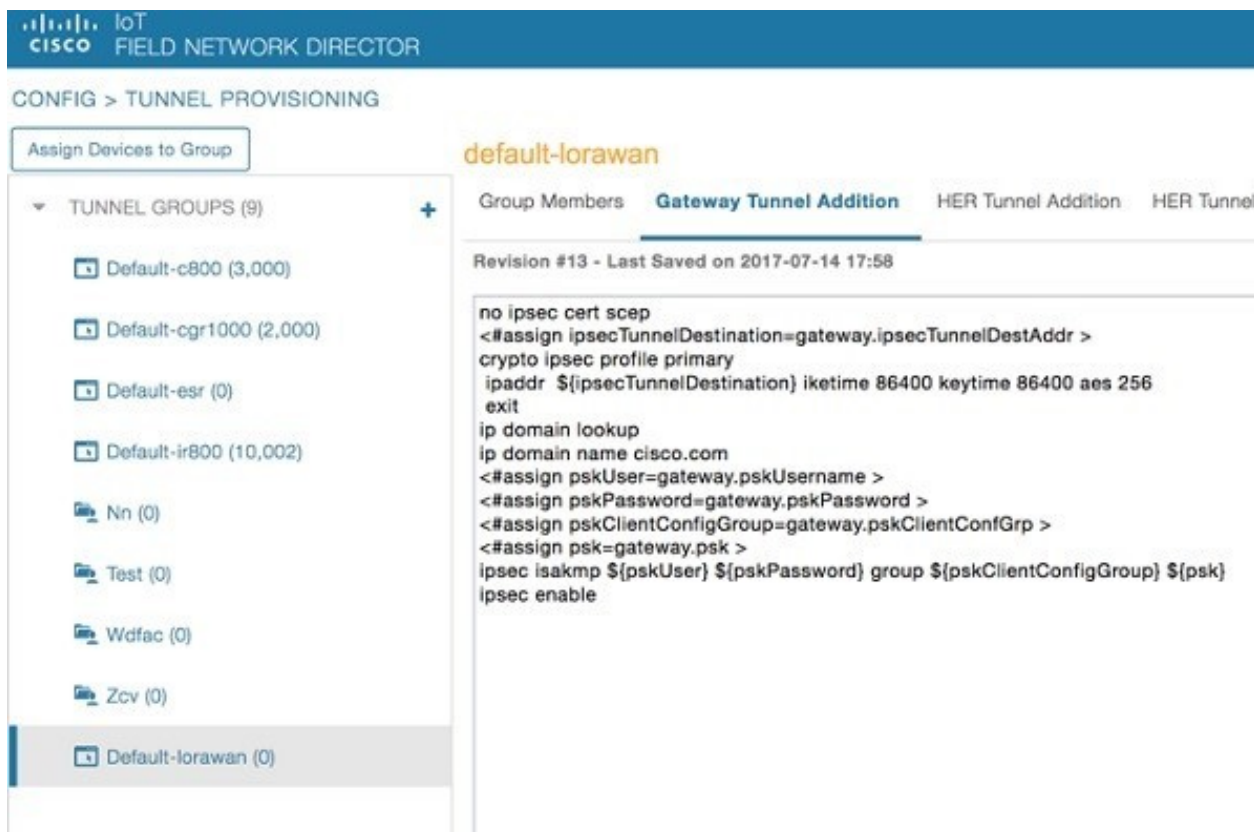 IoT
CISCO FIELD NETWORK DIRECTOR
CONFIG > TUNNEL PROVISIONING
Assign Devices to Group
TUNNEL GROUPS (9)
+
Default-c800 (3,000)
Default-cgr1000 (2,000)
Default-esr (0)
Default-ir800 (10,002)
Nn (0)
Test (0)
Wdfac (0)
Zcv (0)
Default-lorawan (0)
default-lorawan
Group Members Gateway Tunnel Addition HER Tunnel Addition HER Tunnel
Revision #13 - Last Saved on 2017-07-14 17:58
no ipsec cert scep
<#assign ipsecTunnelDestination=gateway.ipsecTunnelDestAddr >
crypto ipsec profile primary
ipaddr ${ipsecTunnelDestination} iketime 86400 keytime 86400 aes 256
exit
ip domain lookup
ip domain name cisco.com
<#assign pskUser=gateway.pskUsername >
<#assign pskPassword=gateway.pskPassword >
<#assign pskClientConfigGroup=gateway.pskClientConfGrp >
<#assign psk=gateway.psk >
ipsec isakmp ${pskUser} ${pskPassword} group ${pskClientConfigGroup} ${psk}
ipsec enable